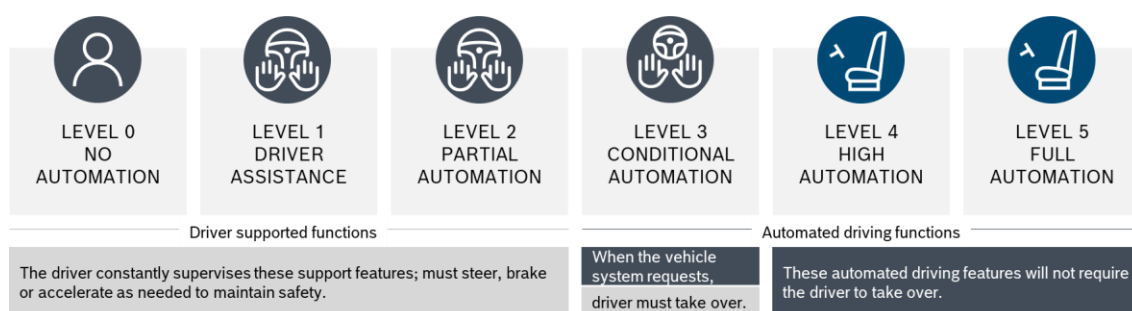 LEVEL 0
NO
AUTOMATION
LEVEL 1
DRIVER
ASSISTANCE
LEVEL 2
PARTIAL
AUTOMATION
LEVEL 3
CONDITIONAL
AUTOMATION
LEVEL 4
HIGH
AUTOMATION
LEVEL 5
FULL
AUTOMATION
Driver supported functions
Automated driving functions
The driver constantly supervises these support features; must steer, brake
or accelerate as needed to maintain safety.
When the vehicle
system requests,
driver must take over.
These automated driving features will not require
the driver to take over.